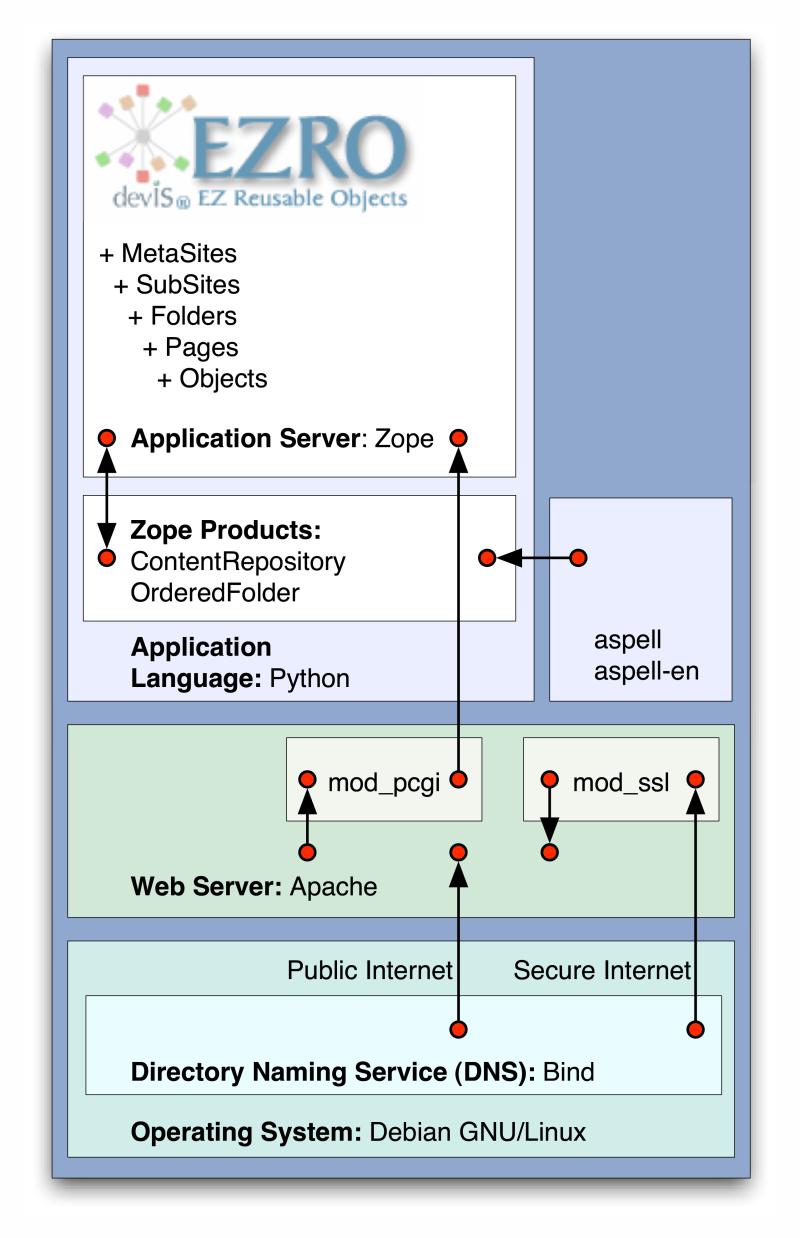 EZRO
devIS® EZ Reusable Objects
+ MetaSites
+ SubSites
+ Folders
+ Pages
+ Objects
Application Server: Zope
Zope Products:
ContentRepository
OrderedFolder
Application
Language: Python
aspell
aspell-en
mod_pcgi
mod_ssl
Web Server: Apache
Public Internet
Secure Internet
Directory Naming Service (DNS): Bind
Operating System: Debian GNU/Linux